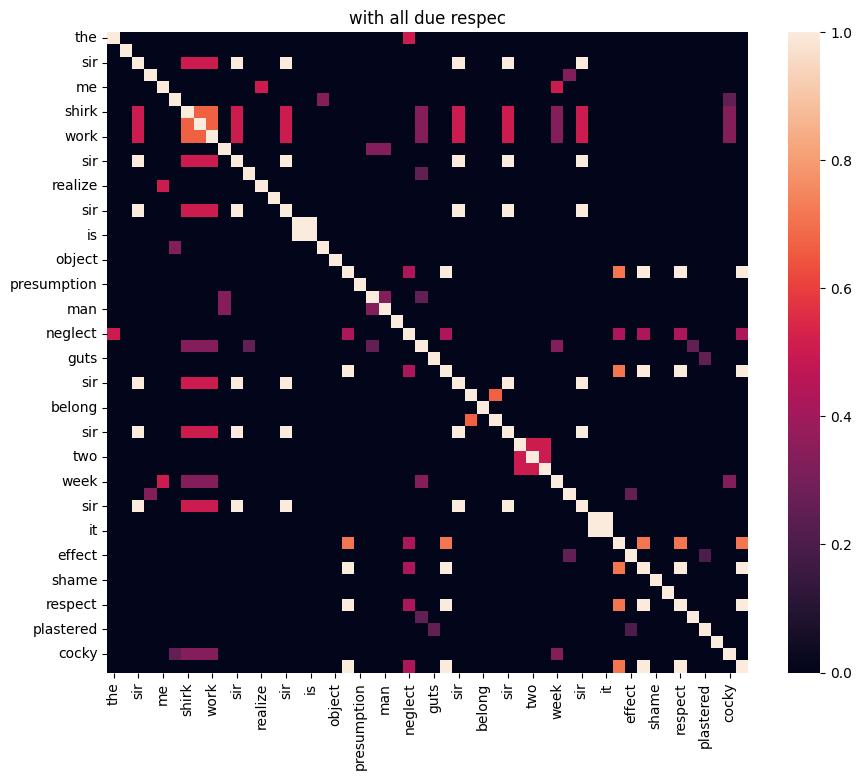 with all due respec
the
sir
me
shirk
work
sir
realize
sir
is
object
presumption
man
neglect
guts
sir
belong
sir
two
week
sir
it
effect
shame
respect
plastered
cocky
1.0
0.8
0.6
0.4
0.2
0.0
the
sir
me
shirk
work
sir
realize
sir
is
object
presumption
man
neglect
guts
sir
belong
sir
two
week
sir
it
effect
shame
respect
plastered
cocky